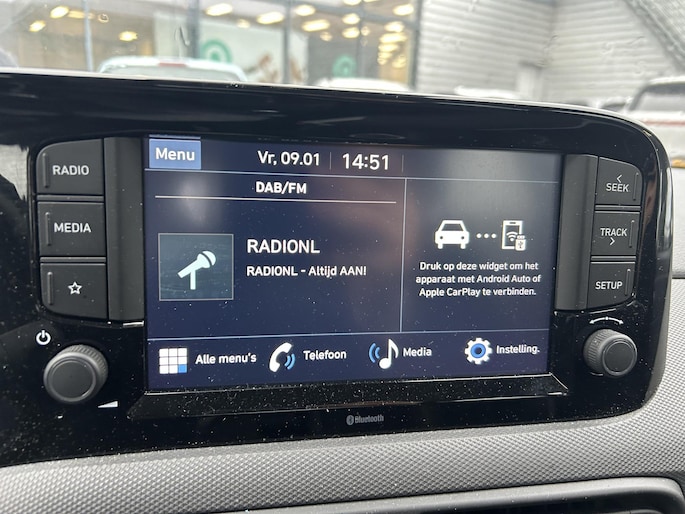 Menu
Vr, 09.01
14:51
DAB/FM
RADIONL
RADIONL - Altijd AAN!
Druk op deze widget om het
apparaat met Android Auto of
Apple CarPlay te verbinden.
Alle menu's
Telefoon
Media
Instelling.
RADIO
MEDIA
SEEK
TRACK
SETUP
Bluetooth